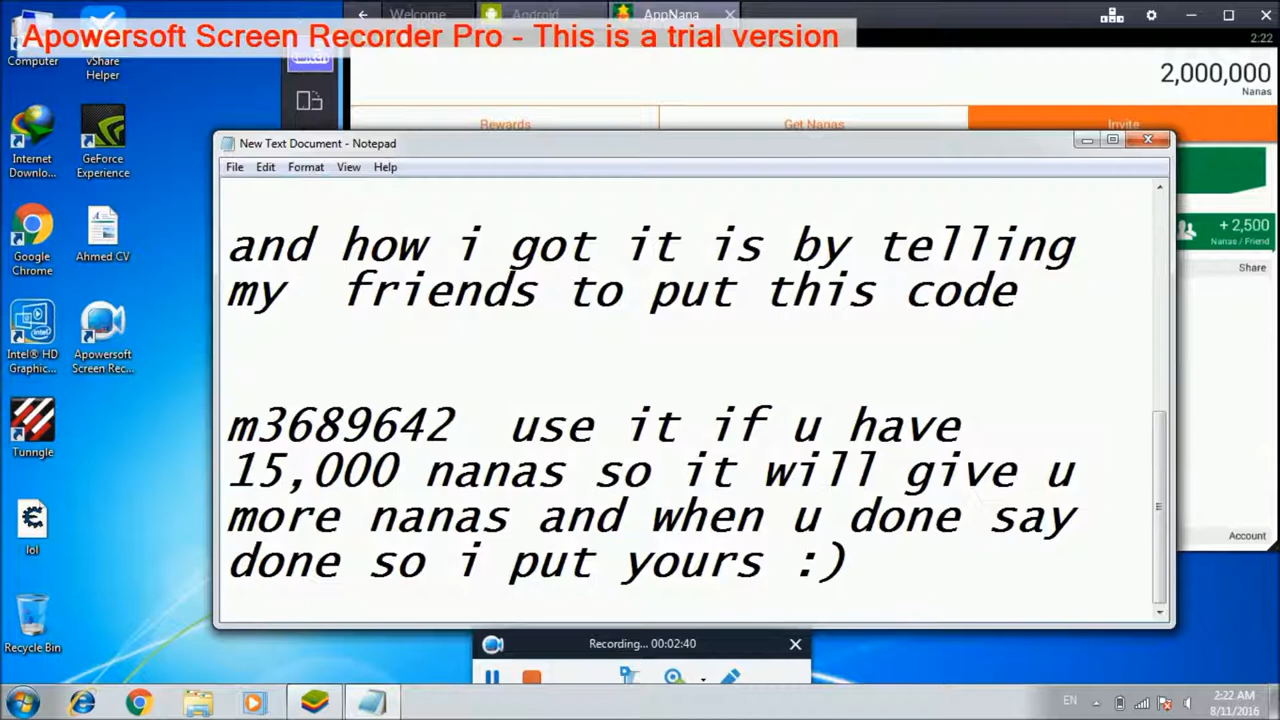 Welcome
Android
AppNana
Apowersoft Screen Recorder Pro - This is a trial version
Computer
vShare
Helper
2:22
2,000,000
Nanas
Rewards
Get Nanas
Invite
New Text Document - Notepad
File Edit Format View Help
Internet
Downlo...
GeForce
Experience
and how i got it is by telling
my friends to put this code
+ 2,500
Nanas / Friend
Share
Google
Chrome
Ahmed CV
Intel® HD
Graphic...
Apowersoft
Screen Rec...
m3689642 use it if u have
15,000 nanas so it will give u
more nanas and when u done say
done so i put yours :)
Tunngle
lol
Account
Recycle Bin
Recording... 00:02:40
EN
2:22 AM
8/11/2016